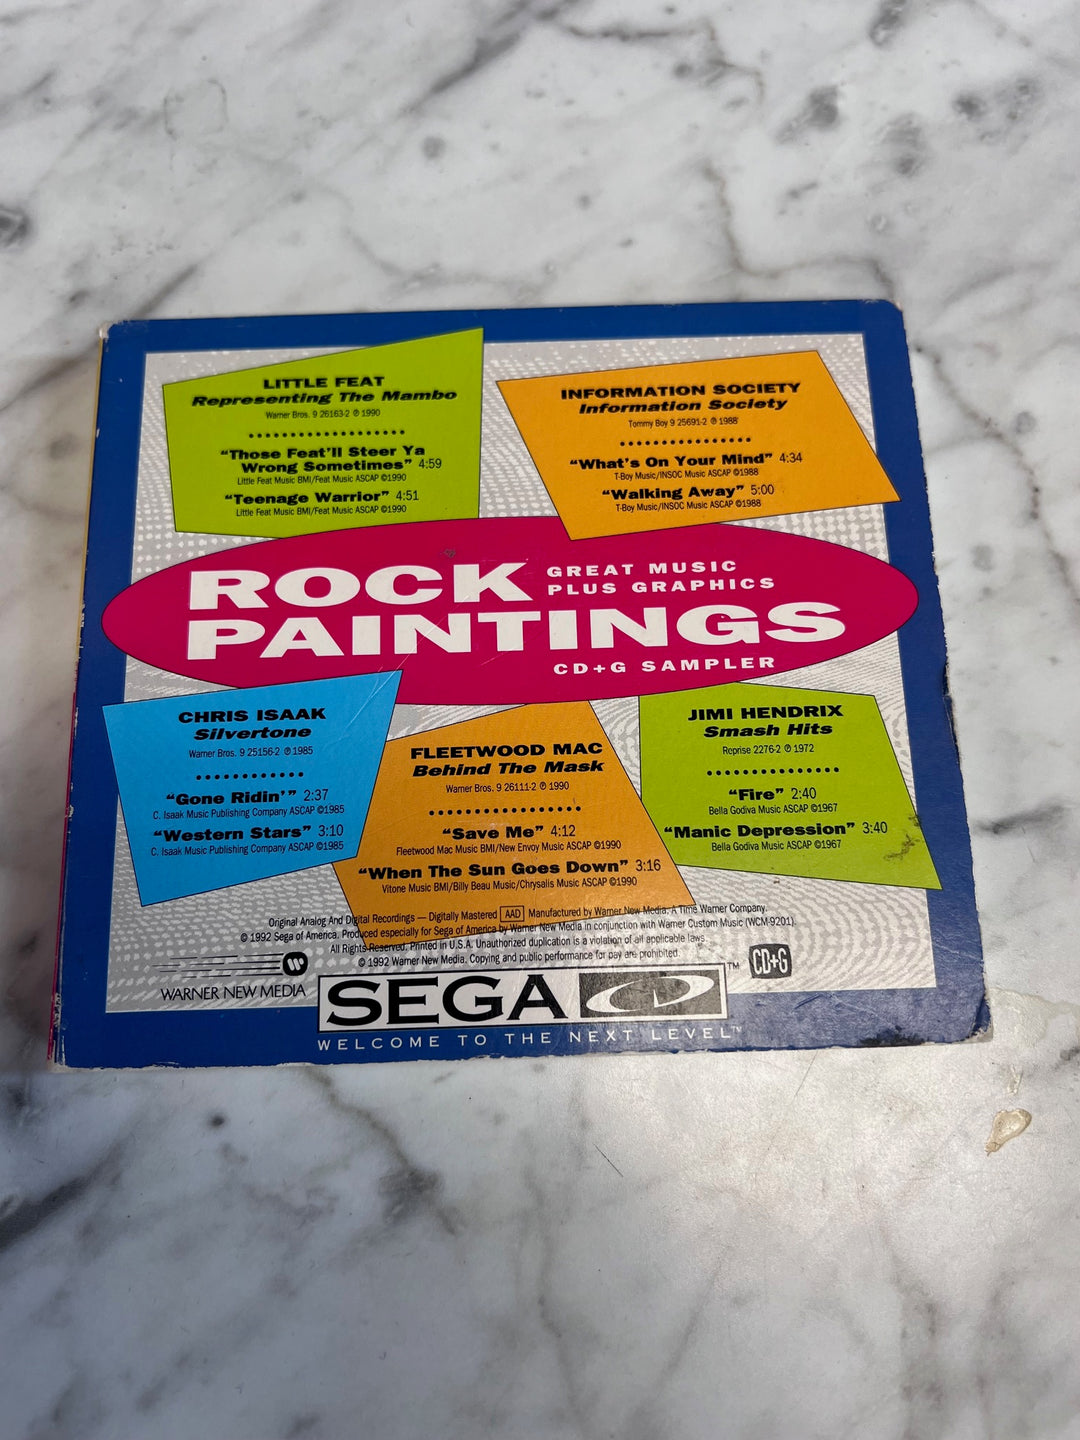 LITTLE FEAT
Representing The Mambo
Warner Bros. 9 26163-2 ℗ 1990
"Those Feat'll Steer Ya
Wrong Sometimes" 4:59
Little Feat Music BMI/Feat Music ASCAP ©1990
"Teenage Warrior" 4:51
Little Feat Music BMI/Feat Music ASCAP ©1990
INFORMATION SOCIETY
Information Society
Tommy Boy 9 25691-2 ℗ 1988
"What's On Your Mind" 4:34
T-Boy Music/INSOC Music ASCAP ©1988
"Walking Away" 5:00
T-Boy Music/INSOC Music ASCAP ©1988
ROCK
PAINTINGS
GREAT MUSIC
PLUS GRAPHICS
CD+G SAMPLER
CHRIS ISAAK
Silvertone
Warner Bros. 9 25156-2 ℗ 1985
"Gone Ridin'" 2:37
C. Isaak Music Publishing Company ASCAP ©1985
"Western Stars" 3:10
C. Isaak Music Publishing Company ASCAP ©1985
FLEETWOOD MAC
Behind The Mask
Warner Bros. 9 26111-2 ℗ 1990
"Save Me" 4:12
Fleetwood Mac Music BMI/New Envoy Music ASCAP ©1990
"When The Sun Goes Down" 3:16
Vitone Music BMI/Billy Beau Music/Chrysalis Music ASCAP ©1990
JIMI HENDRIX
Smash Hits
Reprise 2276-2 ℗ 1972
"Fire" 2:40
Bella Godiva Music ASCAP ©1967
"Manic Depression" 3:40
Bella Godiva Music ASCAP ©1967
Original Analog And Digital Recordings — Digitally Mastered AAD Manufactured by Warner New Media. A Time Warner Company.
© 1992 Sega of America. Produced especially for Sega of America by Warner New Media in conjunction with Warner Custom Music (WCM-9201).
All Rights Reserved. Printed in U.S.A. Unauthorized duplication is a violation of all applicable laws.
© 1992 Warner New Media. Copying and public performance for pay are prohibited.
WARNER NEW MEDIA
SEGA CD™
CD+G
WELCOME TO THE NEXT LEVEL™